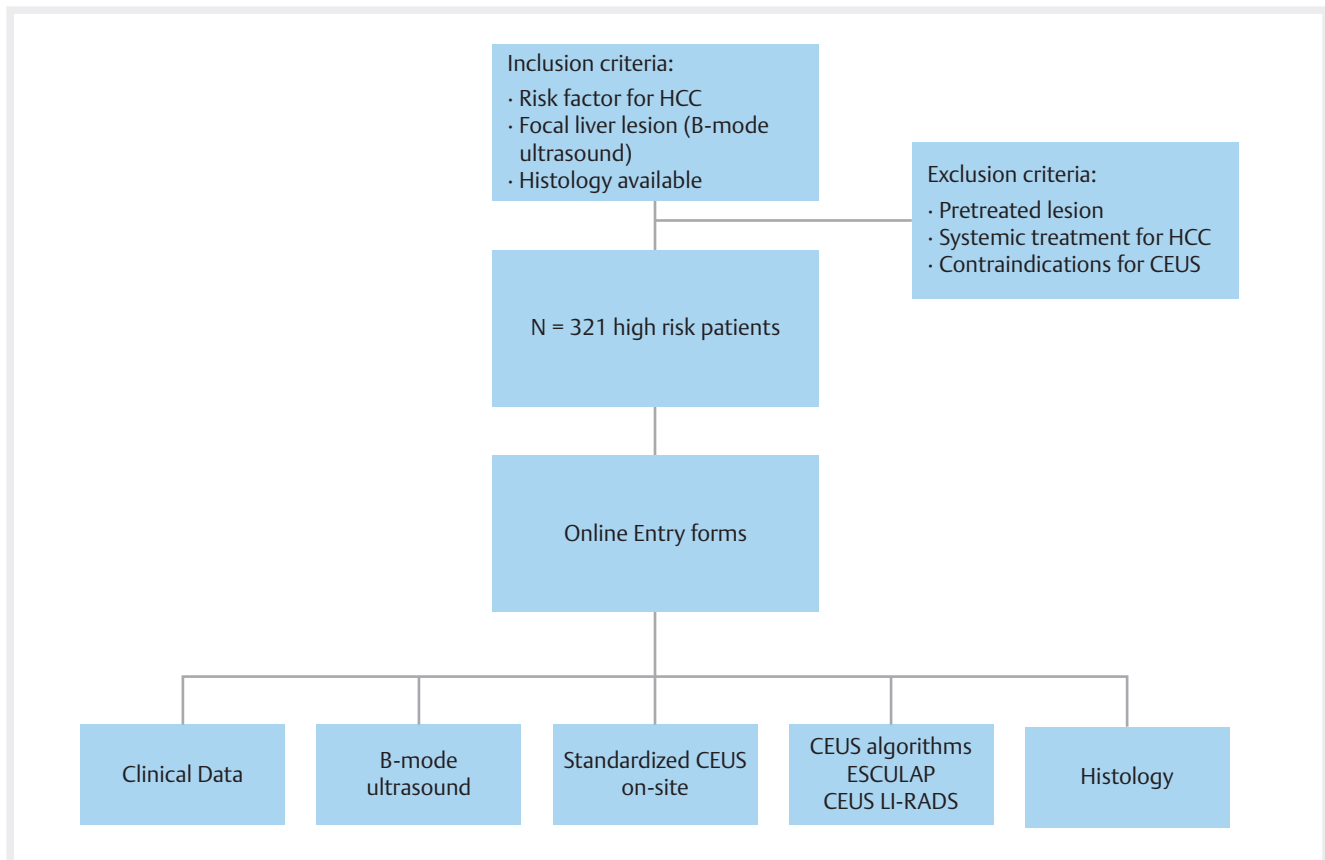 Inclusion criteria:
· Risk factor for HCC
· Focal liver lesion (B-mode
ultrasound)
· Histology available
Exclusion criteria:
· Pretreated lesion
· Systemic treatment for HCC
· Contraindications for CEUS
N = 321 high risk patients
Online Entry forms
Clinical Data
B-mode
ultrasound
Standardized CEUS
on-site
CEUS algorithms
ESCULAP
CEUS LI-RADS
Histology